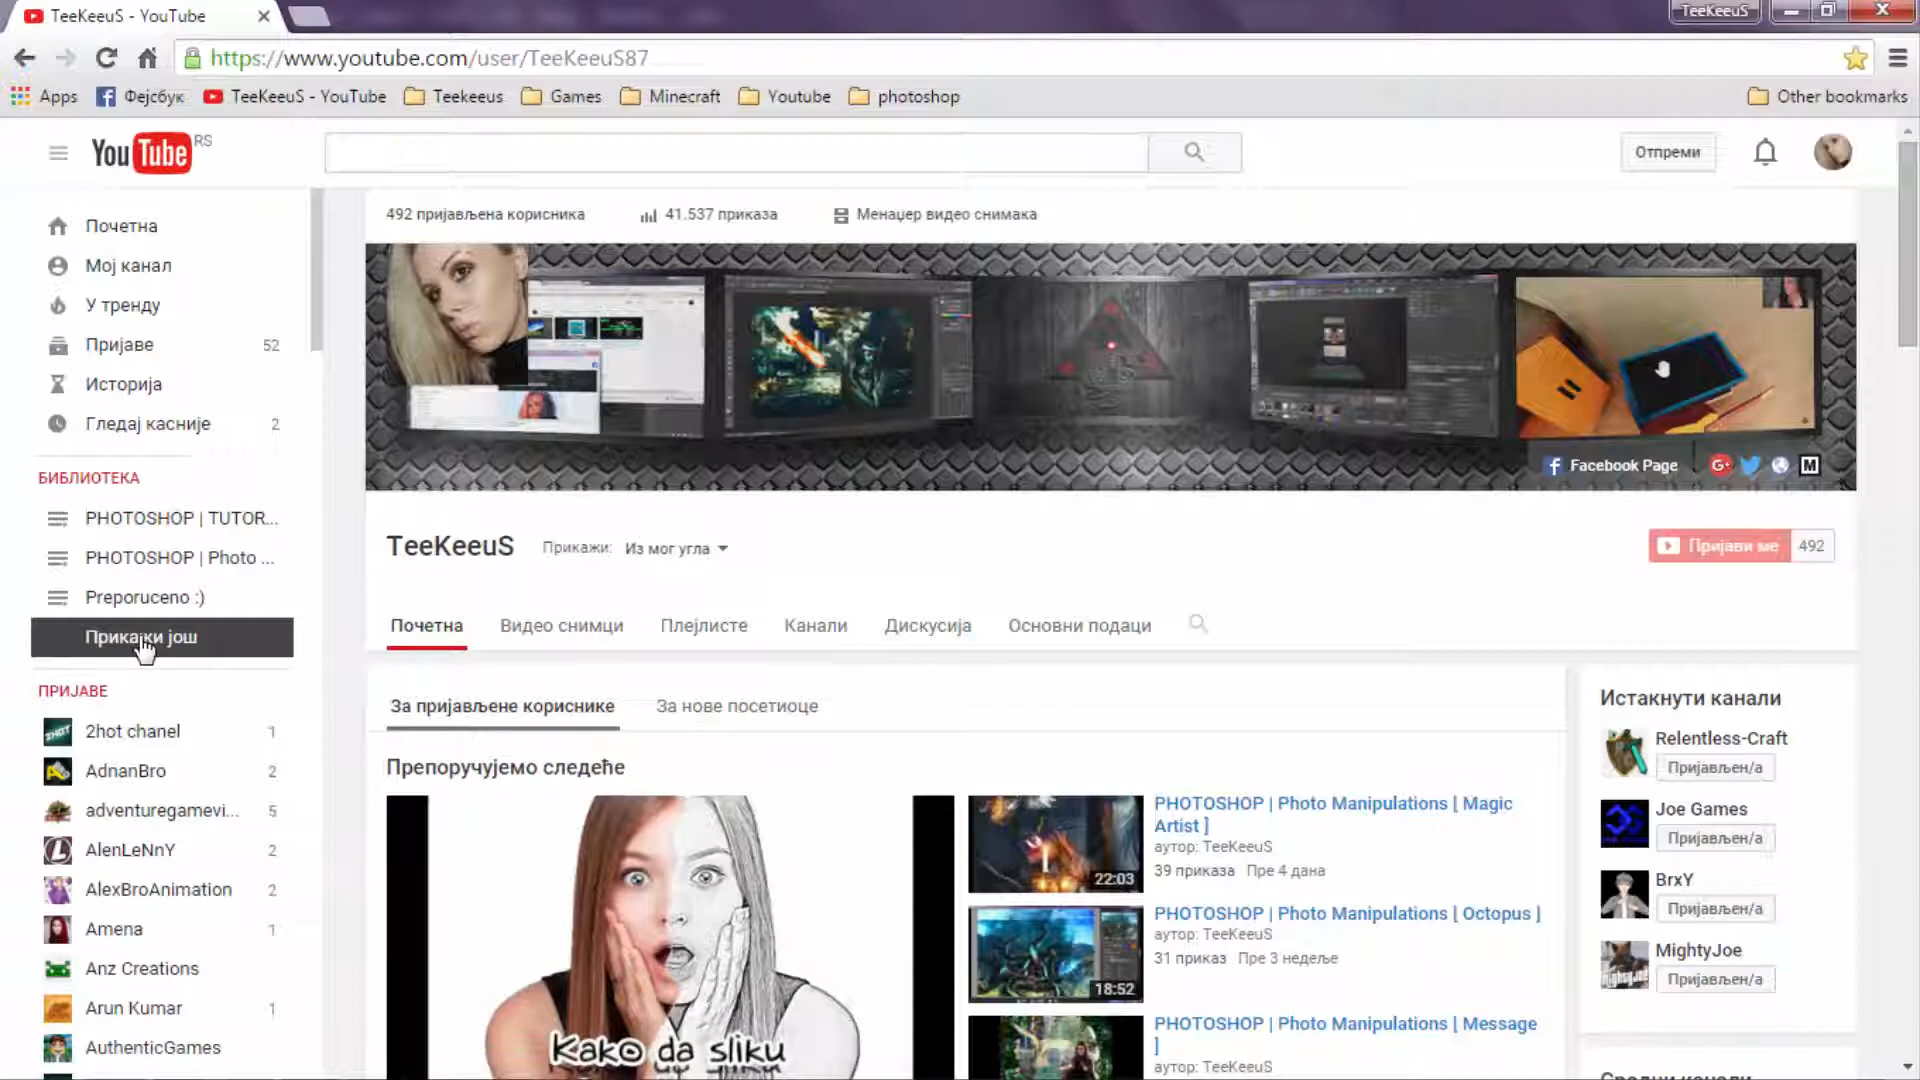 TeeKeeuS - YouTube
TeeKeeuS
https://www.youtube.com/user/TeeKeeuS87
Apps
Фејсбук
TeeKeeuS - YouTube
Teekeeus
Games
Minecraft
Youtube
photoshop
Other bookmarks
YouTube RS
Отпреми
Почетна
Мој канал
У тренду
Пријаве 52
Историја
Гледај касније 2
БИБЛИОТЕКА
PHOTOSHOP | TUTOR...
PHOTOSHOP | Photo ...
Preporuceno :)
Прикажи још
ПРИЈАВЕ
2hot chanel 1
AdnanBro 2
adventuregamevi... 5
AlenLeNnY 2
AlexBroAnimation 2
Amena 1
Anz Creations
Arun Kumar 1
AuthenticGames
492 пријављена корисника
41.537 приказа
Менаџер видео снимака
Facebook Page
TeeKeeuS
Прикажи: Из мог угла
Пријави ме 492
Почетна
Видео снимци
Плејлисте
Канали
Дискусија
Основни подаци
За пријављене кориснике
За нове посетиоце
Препоручујемо следеће
Kako da sliku
22:03
PHOTOSHOP | Photo Manipulations [ Magic
Artist ]
аутор: TeeKeeuS
39 приказа Пре 4 дана
18:52
PHOTOSHOP | Photo Manipulations [ Octopus ]
аутор: TeeKeeuS
31 приказ Пре 3 недеље
PHOTOSHOP | Photo Manipulations [ Message
]
аутор: TeeKeeuS
Истакнути канали
Relentless-Craft
Пријављен/а
Joe Games
Пријављен/а
BrxY
Пријављен/а
MightyJoe
Пријављен/а